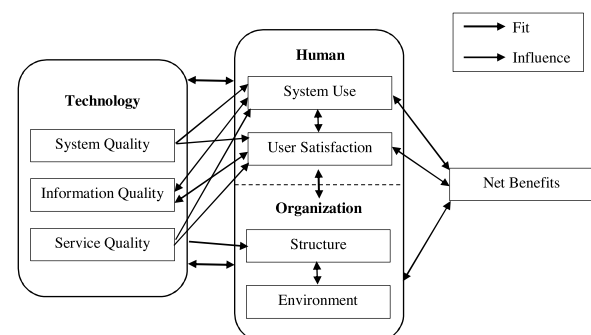 Fit
Influence
Human
Technology
System Use
System Quality
User Satisfaction
Information Quality
Net Benefits
Organization
Service Quality
Structure
Environment